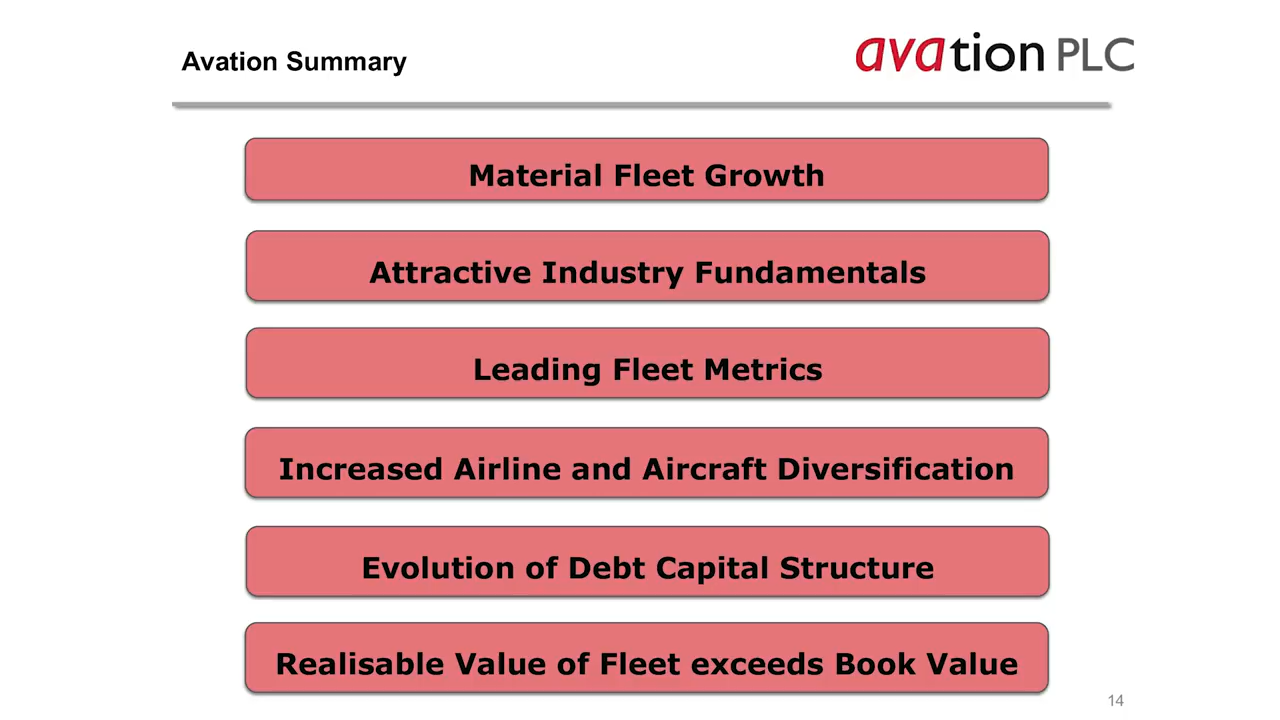 Avation Summary
avation PLC
Material Fleet Growth
Attractive Industry Fundamentals
Leading Fleet Metrics
Increased Airline and Aircraft Diversification
Evolution of Debt Capital Structure
Realisable Value of Fleet exceeds Book Value
14